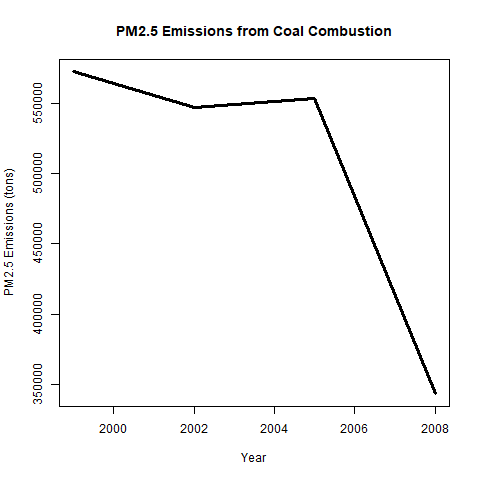 PM2.5 Emissions from Coal Combustion
PM2.5 Emissions (tons)
550000
500000
450000
400000
350000
2000 2002 2004 2006 2008
Year